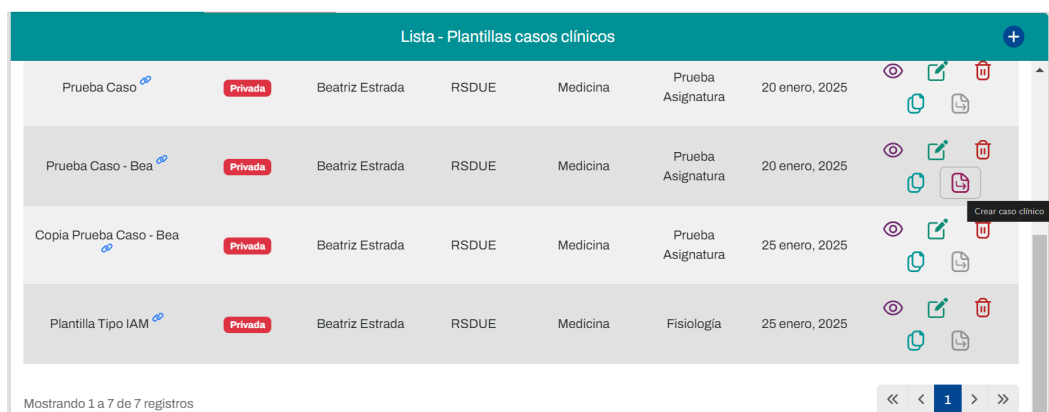 Lista - Plantillas casos clínicos
Prueba Caso Privada Beatriz Estrada RSDUE Medicina Prueba Asignatura 20 enero, 2025
Prueba Caso - Bea Privada Beatriz Estrada RSDUE Medicina Prueba Asignatura 20 enero, 2025
Crear caso clínico
Copia Prueba Caso - Bea Privada Beatriz Estrada RSDUE Medicina Prueba Asignatura 25 enero, 2025
Plantilla Tipo IAM Privada Beatriz Estrada RSDUE Medicina Fisiología 25 enero, 2025
Mostrando 1 a 7 de 7 registros « < 1 > »